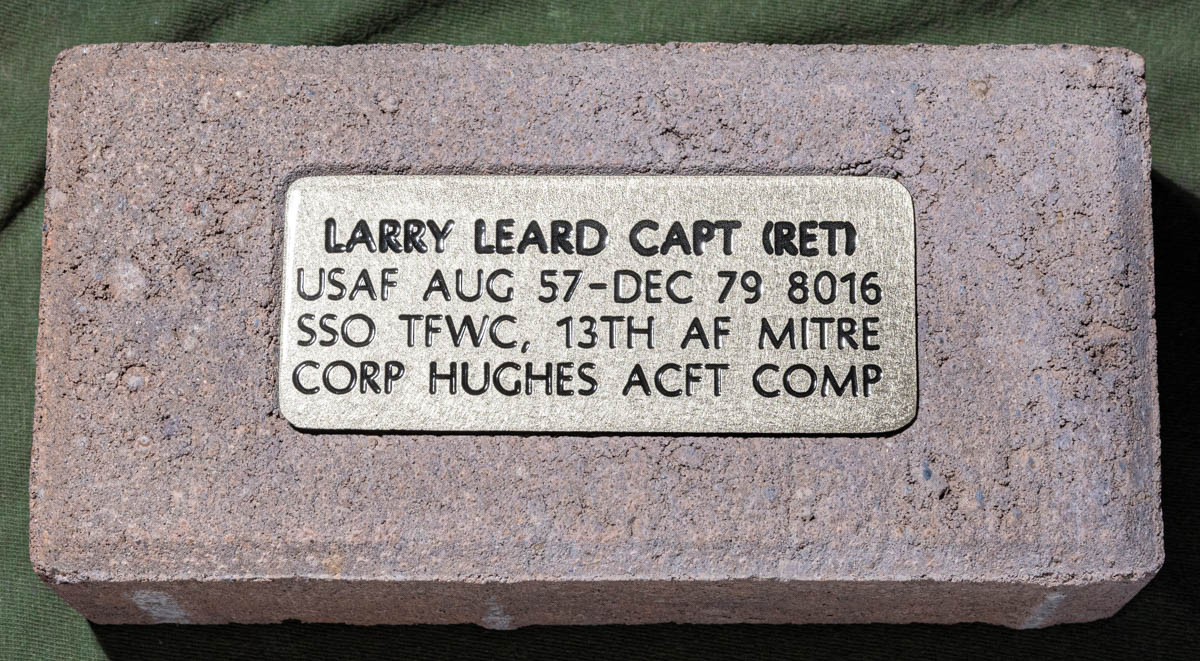 LARRY LEARD CAPT (RET)
USAF AUG 57-DEC 79 8016
SSO TFWC, 13TH AF MITRE
CORP HUGHES ACFT COMP